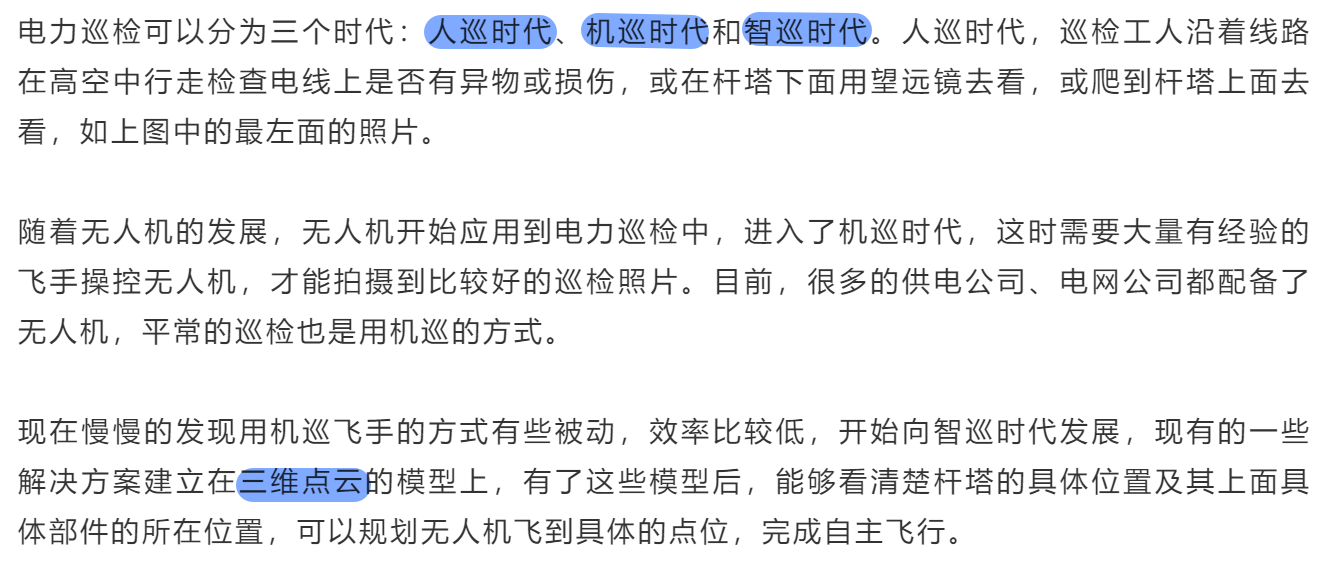 电力巡检可以分为三个时代：人巡时代、机巡时代和智巡时代。人巡时代，巡检工人沿着线路
在高空中行走检查电线上是否有异物或损伤，或在杆塔下面用望远镜去看，或爬到杆塔上面去
看，如上图中的最左面的照片。
随着无人机的发展，无人机开始应用到电力巡检中，进入了机巡时代，这时需要大量有经验的
飞手操控无人机，才能拍摄到比较好的巡检照片。目前，很多的供电公司、电网公司都配备了
无人机，平常的巡检也是用机巡的方式。
现在慢慢的发现用机巡飞手的方式有些被动，效率比较低，开始向智巡时代发展，现有的一些
解决方案建立在三维点云的模型上，有了这些模型后，能够看清楚杆塔的具体位置及其上面具
体部件的所在位置，可以规划无人机飞到具体的点位，完成自主飞行。